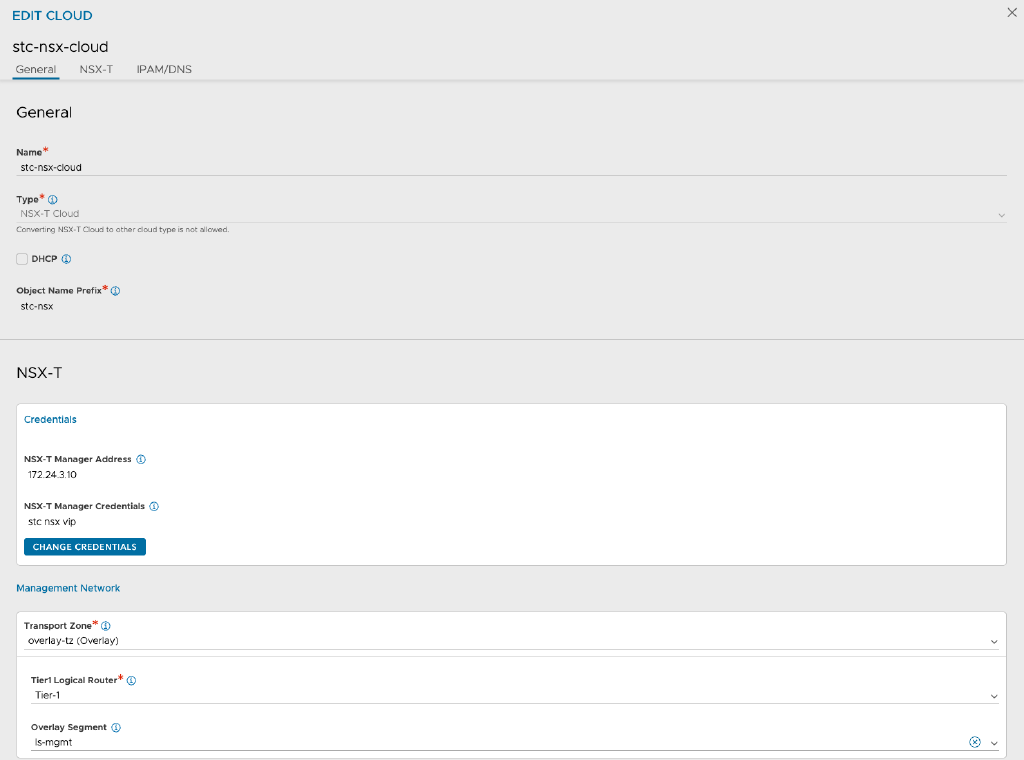 EDIT CLOUD
stc-nsx-cloud
General NSX-T IPAM/DNS
General
Name*
stc-nsx-cloud
Type*
NSX-T Cloud
Converting NSX-T Cloud to other cloud type is not allowed.
DHCP
Object Name Prefix*
stc-nsx
NSX-T
Credentials
NSX-T Manager Address
172.24.3.10
NSX-T Manager Credentials
stc nsx vip
CHANGE CREDENTIALS
Management Network
Transport Zone*
overlay-tz (Overlay)
Tier1 Logical Router*
Tier-1
Overlay Segment
ls-mgmt